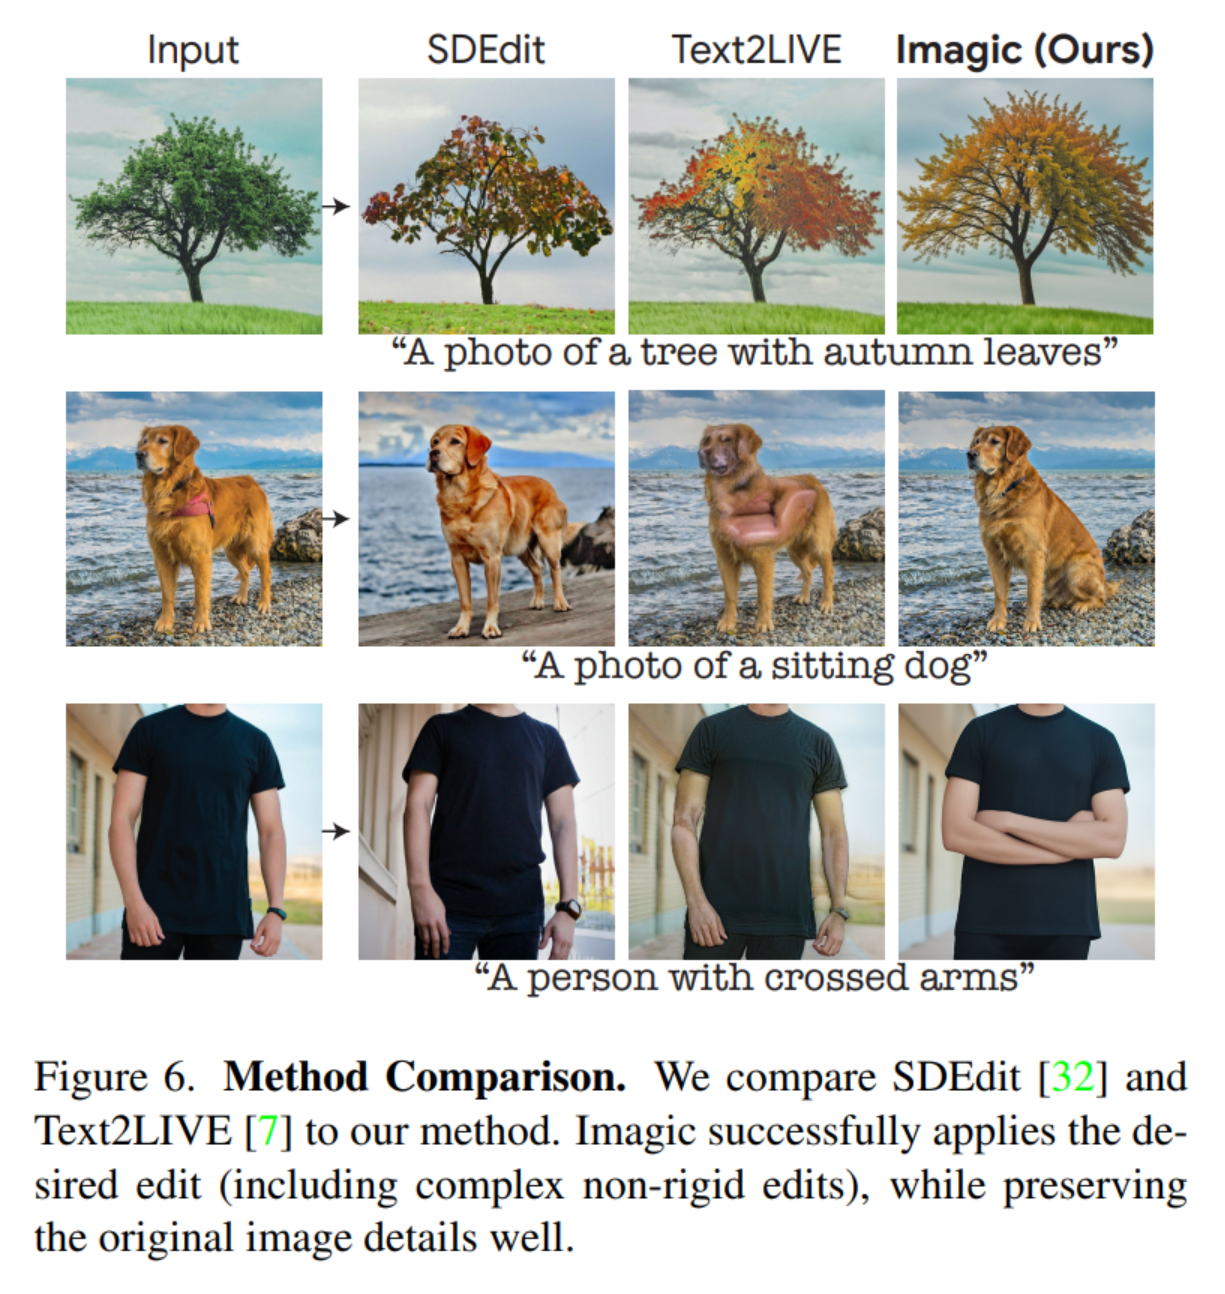 Input SDEdit Text2LIVE Imagic (Ours)
“A photo of a tree with autumn leaves”
“A photo of a sitting dog”
“A person with crossed arms”
Figure 6. Method Comparison. We compare SDEdit [32] and
Text2LIVE [7] to our method. Imagic successfully applies the de-
sired edit (including complex non-rigid edits), while preserving
the original image details well.